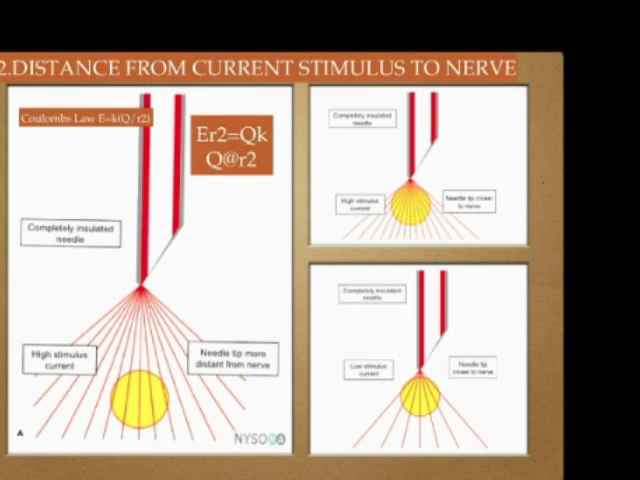 2.DISTANCE FROM CURRENT STIMULUS TO NERVE
Coulombs Law E=k(Q/r2)
Er2=Qk
Q@r2
Completely insulated
needle
High stimulus
current
Needle tip more
distant from nerve
A
NYSORA
Completely insulated
needle
High stimulus
current
Needle tip closer
to nerve
Completely insulated
needle
Low stimulus
current
Needle tip
closer to nerve